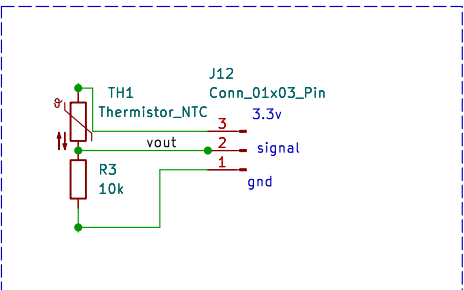 J12
TH1
Conn_01x03_Pin
Thermistor_NTC
3.3v
3
vout
2
signal
1
R3
gnd
10k